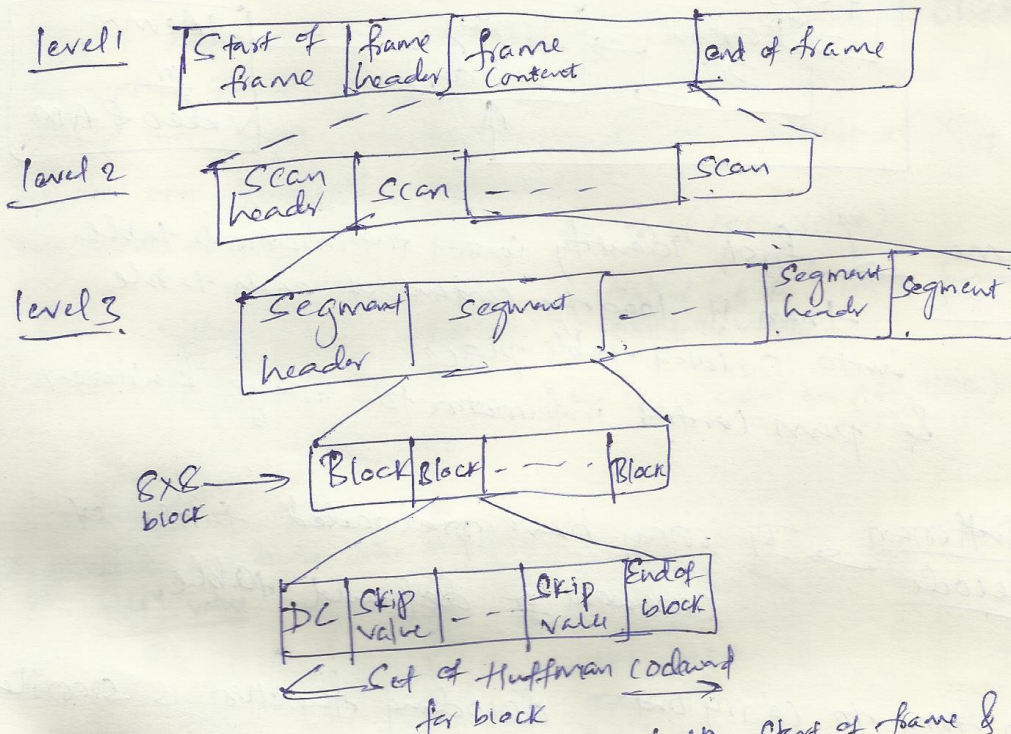 level 1
Start of
frame
frame
header
frame
content
end of frame
level 2
Scan
header
Scan
- - -
Scan
level 3
Segment
header
segment
- - -
Segment
header
segment
8x8
block
Block
Block
- - -
Block
DC
Skip
value
- - -
Skip
value
End of
block
Set of Huffman codeword
for block
start of frame &